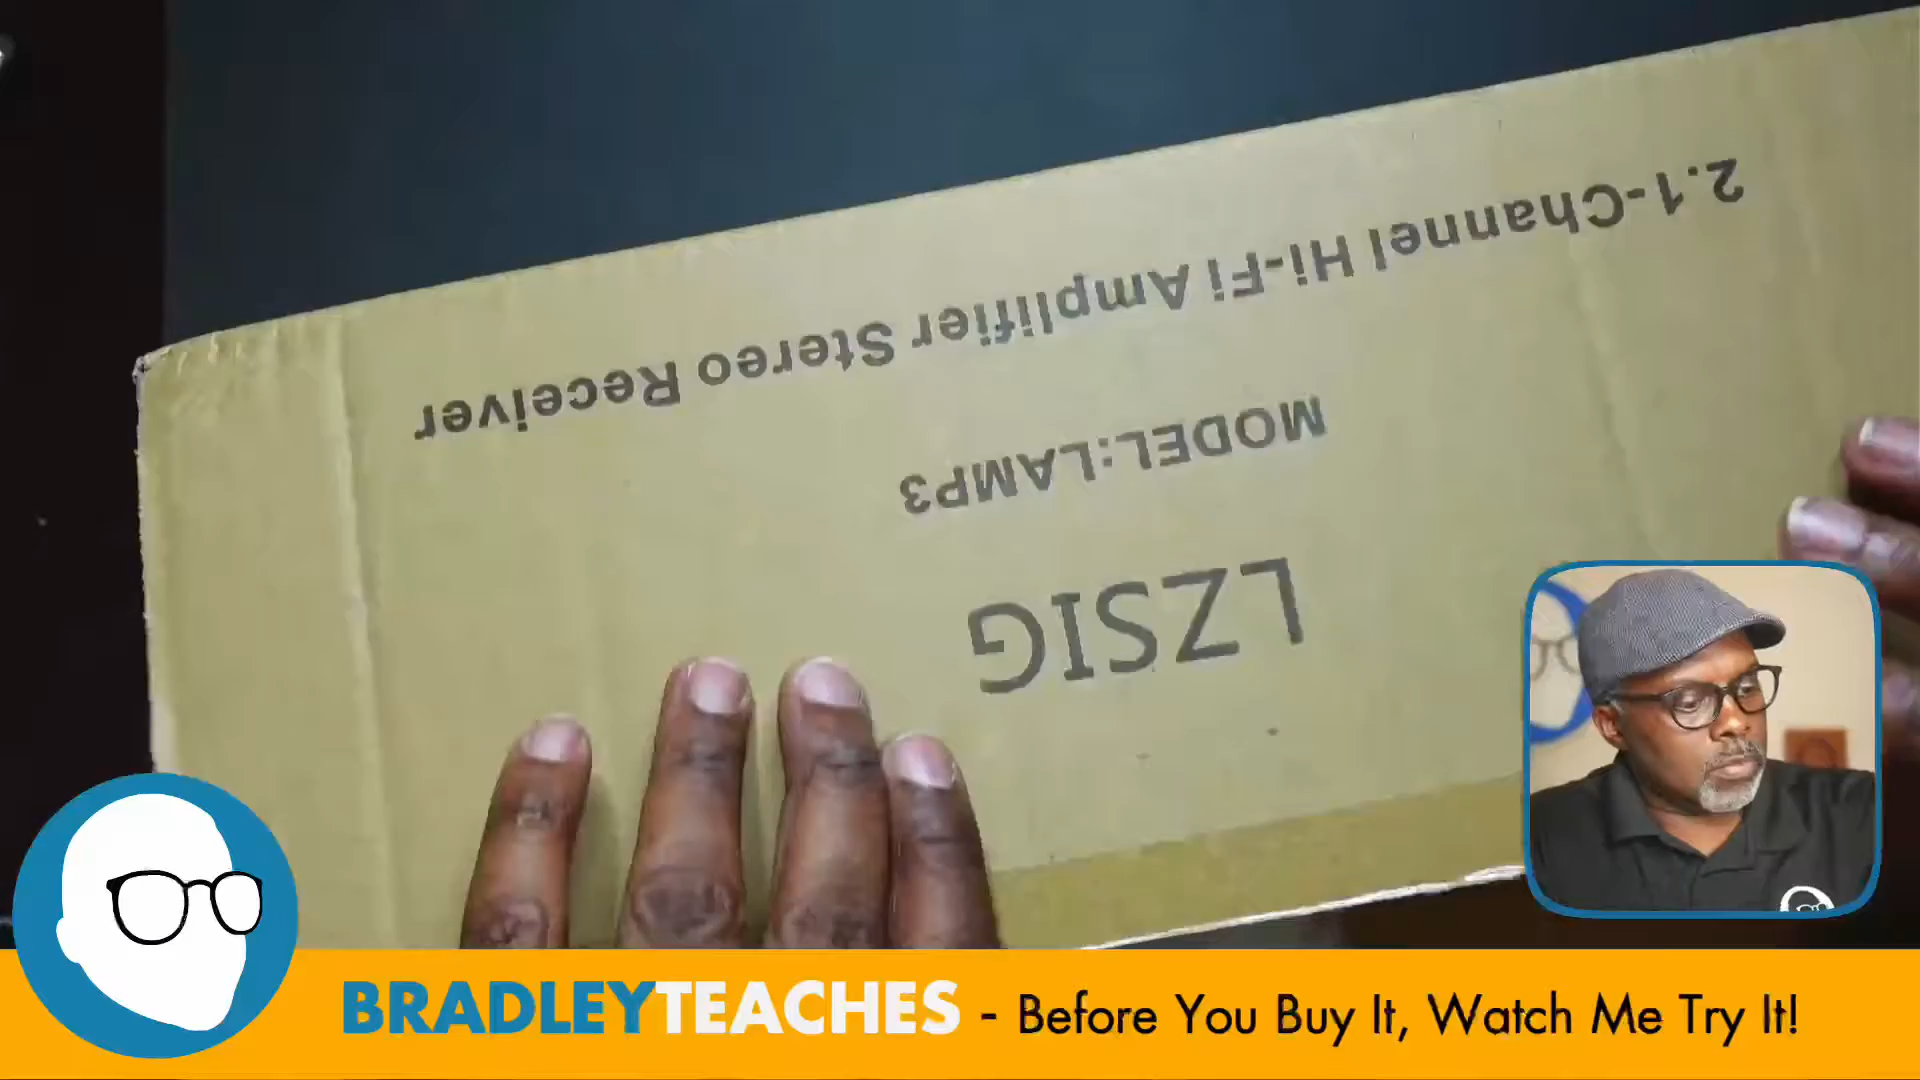 2.1-Channel Hi-Fi Amplifier Stereo Receiver
MODEL:LAMP3
LZSIG
BRADLEYTEACHES - Before You Buy It, Watch Me Try It!